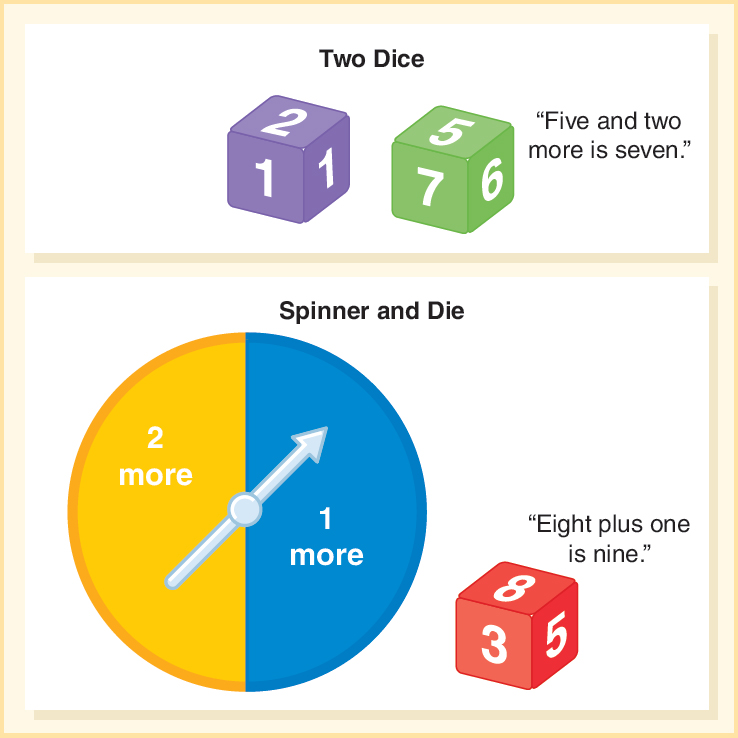 Two Dice
2
1 1
5
7 6
“Five and two
more is seven.”
Spinner and Die
2
more
1
more
“Eight plus one
is nine.”
8
3 5